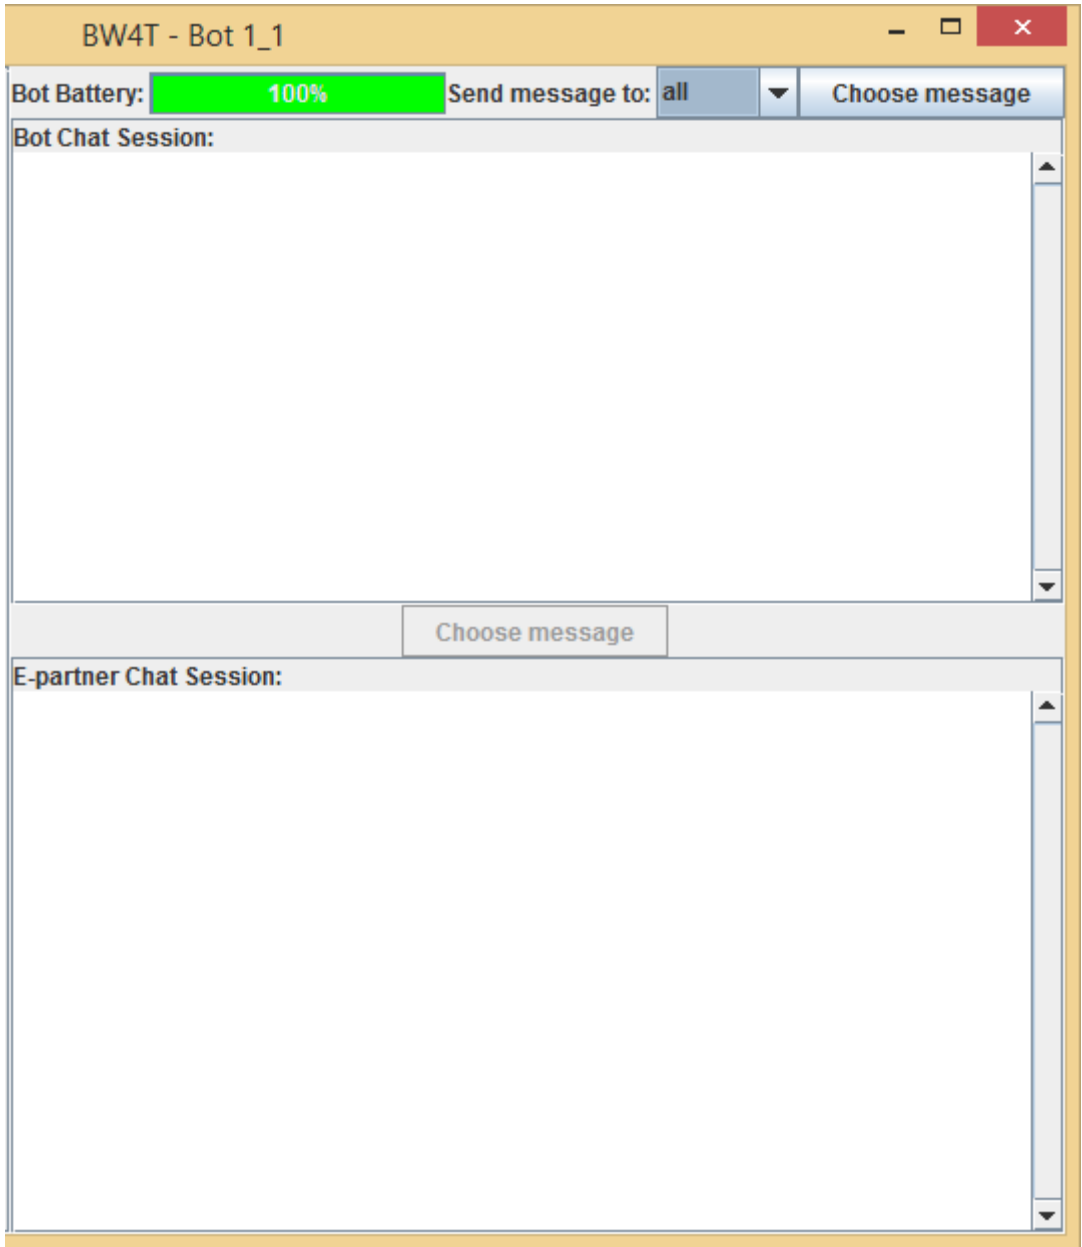 BW4T - Bot 1_1
Bot Battery: 100% Send message to: all Choose message
Bot Chat Session:
Choose message
E-partner Chat Session: